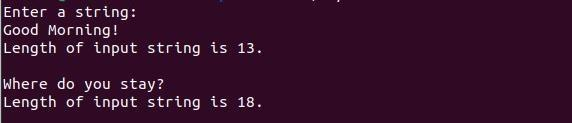 Enter a string:
Good Morning!
Length of input string is 13.
Where do you stay?
Length of input string is 18.